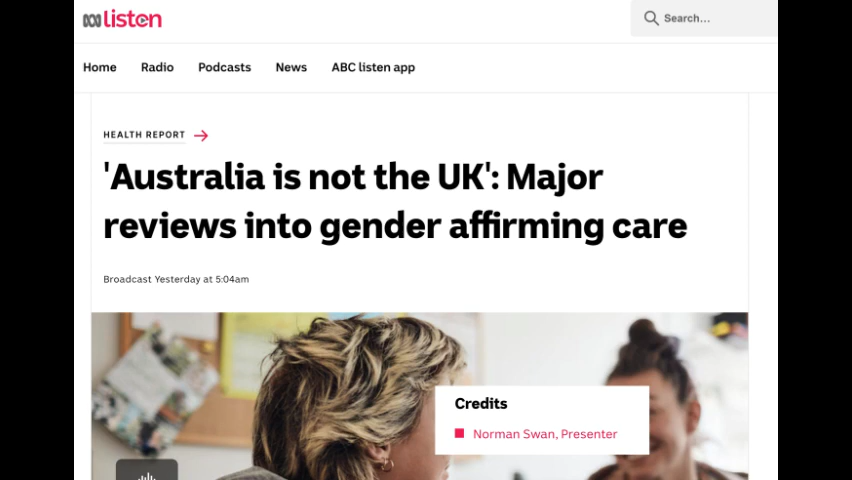 ABC listen
Search...
Home Radio Podcasts News ABC listen app
HEALTH REPORT
'Australia is not the UK': Major
reviews into gender affirming care
Broadcast Yesterday at 5:04am
Credits
Norman Swan, Presenter